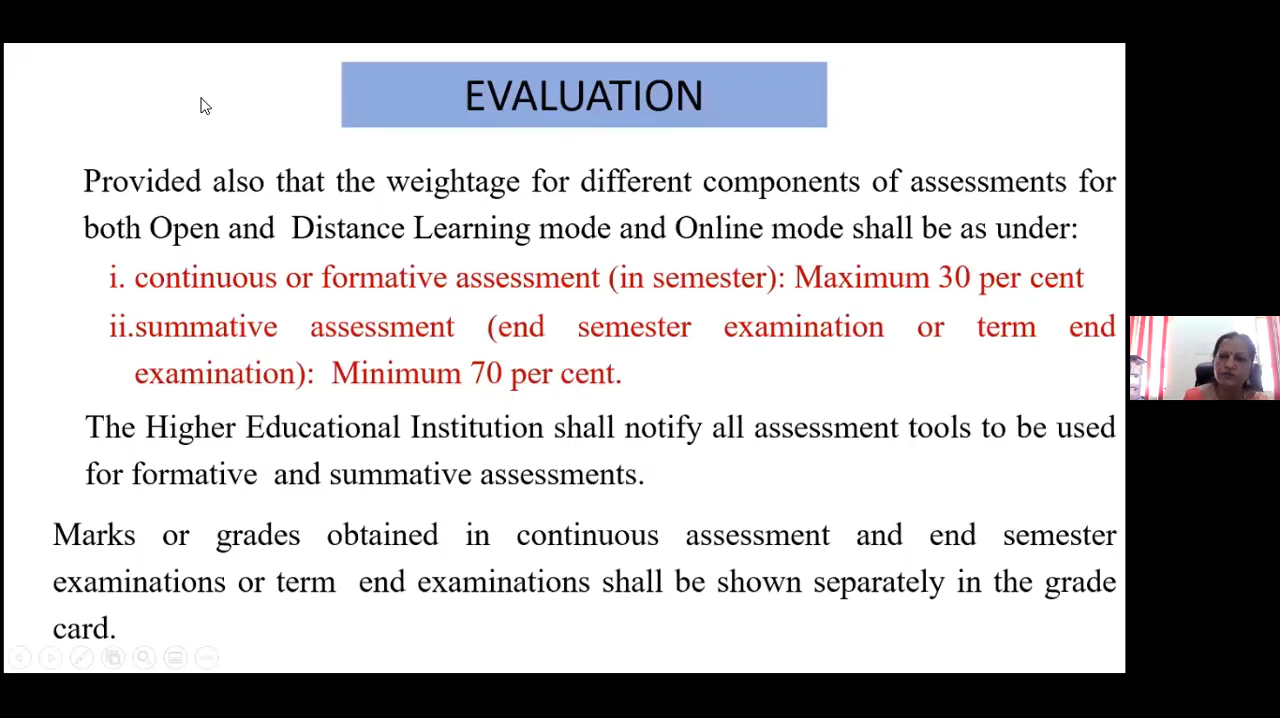 EVALUATION
Provided also that the weightage for different components of assessments for
both Open and Distance Learning mode and Online mode shall be as under:
i. continuous or formative assessment (in semester): Maximum 30 per cent
ii.summative assessment (end semester examination or term end
examination): Minimum 70 per cent.
The Higher Educational Institution shall notify all assessment tools to be used
for formative and summative assessments.
Marks or grades obtained in continuous assessment and end semester
examinations or term end examinations shall be shown separately in the grade
card.